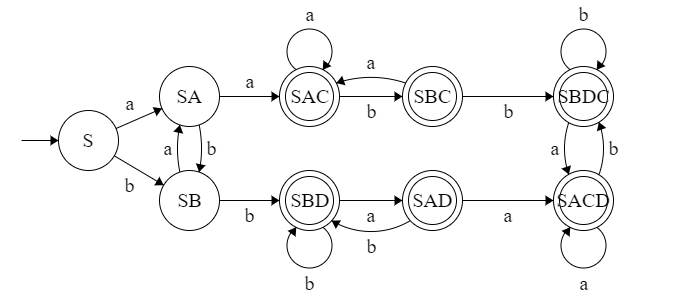 a b
a SA a SAC a SBC SBDC
b b
S a b a b
b SB SBD a SAD SACD
b b a
b a